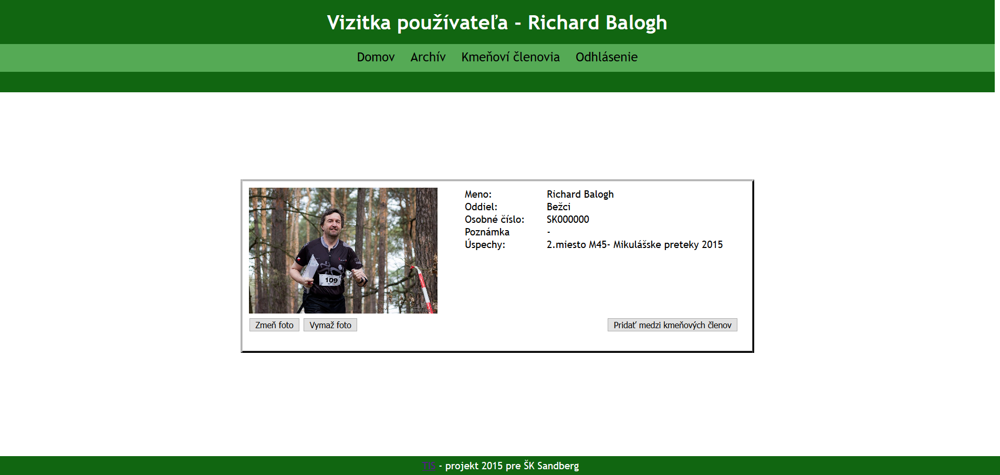 Vizitka používateľa - Richard Balogh
Domov Archív Kmeňoví členovia Odhlásenie
109
Meno: Richard Balogh
Oddiel: Bežci
Osobné číslo: SK000000
Poznámka -
Úspechy: 2.miesto M45- Mikulášske preteky 2015
Zmeň foto Vymaž foto Pridať medzi kmeňových členov
TIS - projekt 2015 pre ŠK Sandberg